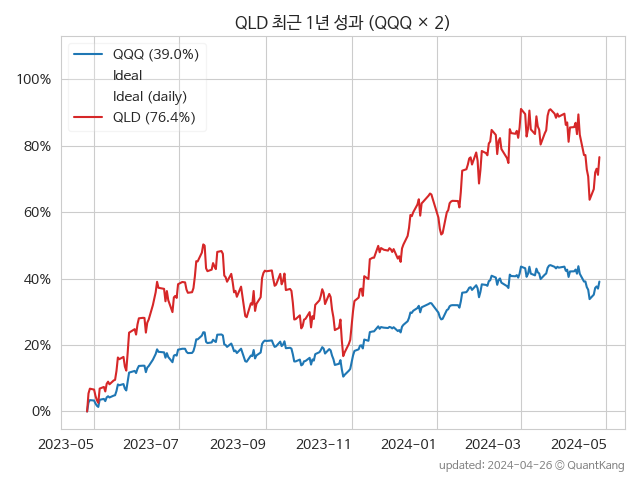 QLD 최근 1년 성과 (QQQ × 2)
QQQ (39.0%)
Ideal
Ideal (daily)
QLD (76.4%)
100%
80%
60%
40%
20%
0%
2023-05 2023-07 2023-09 2023-11 2024-01 2024-03 2024-05
updated: 2024-04-26 © QuantKang